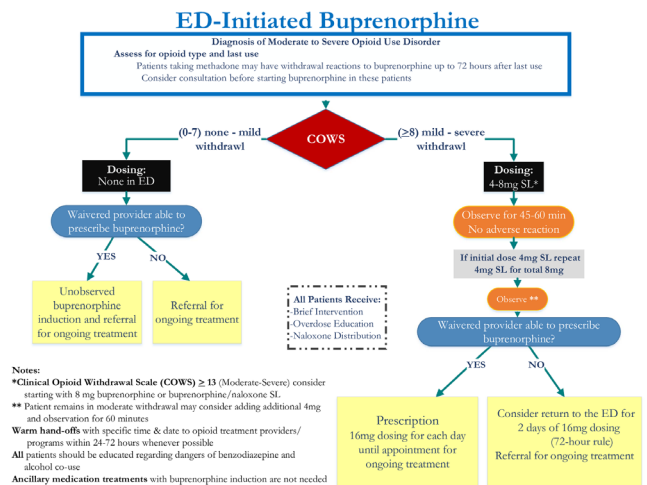 ED-Initiated Buprenorphine
Diagnosis of Moderate to Severe Opioid Use Disorder
Assess for opioid type and last use
Patients taking methadone may have withdrawal reactions to buprenorphine up to 72 hours after last use
Consider consultation before starting buprenorphine in these patients
COWS
(0-7) none - mild
withdrawl
(≥8) mild - severe
withdrawl
Dosing:
None in ED
Waivered provider able to
prescribe buprenorphine?
YES
NO
Unobserved
buprenorphine
induction and referral
for ongoing treatment
Referral for
ongoing treatment
Dosing:
4-8mg SL*
Observe for 45-60 min
No adverse reaction
If initial dose 4mg SL repeat
4mg SL for total 8mg
Observe **
Waivered provider able to prescribe
buprenorphine?
YES
NO
Prescription
16mg dosing for each day
until appointment for
ongoing treatment
Consider return to the ED for
2 days of 16mg dosing
(72-hour rule)
Referral for ongoing treatment
All Patients Receive:
-Brief Intervention
-Overdose Education
-Naloxone Distribution
Notes:
*Clinical Opioid Withdrawal Scale (COWS) ≥ 13 (Moderate-Severe) consider
starting with 8 mg buprenorphine or buprenorphine/naloxone SL
** Patient remains in moderate withdrawal may consider adding additional 4mg
and observation for 60 minutes
Warm hand-offs with specific time & date to opioid treatment providers/
programs within 24-72 hours whenever possible
All patients should be educated regarding dangers of benzodiazepine and
alcohol co-use
Ancillary medication treatments with buprenorphine induction are not needed